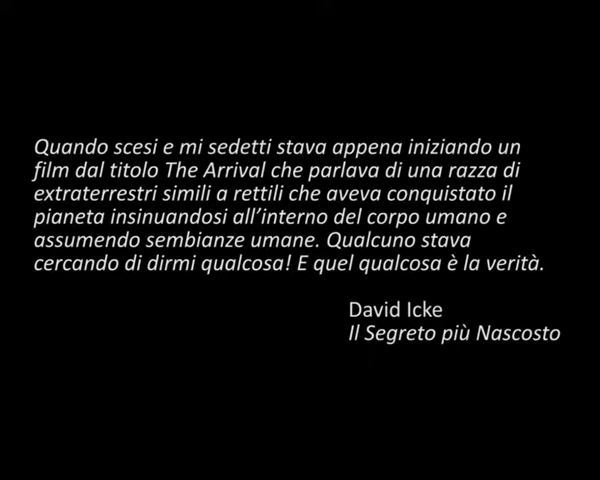 Quando scesi e mi sedetti stava appena iniziando un
film dal titolo The Arrival che parlava di una razza di
extraterrestri simili a rettili che aveva conquistato il
pianeta insinuandosi all’interno del corpo umano e
assumendo sembianze umane. Qualcuno stava
cercando di dirmi qualcosa! E quel qualcosa è la verità.
David Icke
Il Segreto più Nascosto